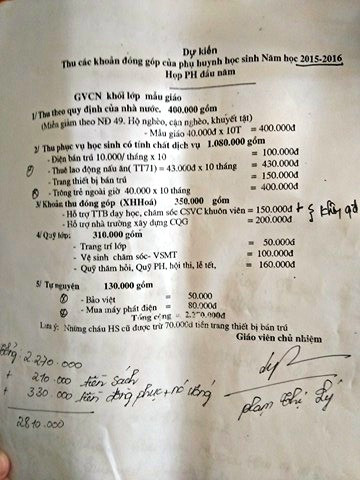 Dự kiến
Thu các khoản đóng góp của phụ huynh học sinh Năm học 2015-2016
Họp PH đầu năm
GVCN khối lớp mẫu giáo
1/ Thu theo quy định của nhà nước. 400.000 gồm
(Miễn giảm theo NĐ 49. Hộ nghèo, cận nghèo, khuyết tật)
- Mẫu giáo 40.000đ x 10T = 400.000đ
2/ Thu phục vụ học sinh có tính chất dịch vụ 1.080.000 gồm
- Điện bán trú 10.000/ tháng x 10 = 100.000đ
- Thuê lao động nấu ăn( TT71) = 43.000đ x 10 tháng = 430.000đ
- Trang thiết bị bán trú = 150.000đ
- Trông trẻ ngoài giờ 40.000 x 10 tháng = 400.000đ
3/ Khoản thu đóng góp (XHHoá) 350.000 gồm
- Hỗ trợ TTB dạy học, chăm sóc CSVC khuôn viên = 150.000đ +
- Hỗ trợ nhà trường xây dựng CQG = 200.000đ
4/ Quỹ lớp: 310.000 gồm
- Trang trí lớp = 50.000đ
- Vệ sinh chăm sóc- VSMT = 100.000đ
- Quỹ thăm hỏi, Quỹ PH, hội thi, lễ tết, = 160.000đ
5/ Tự nguyện 130.000 gồm
- Bảo việt = 50.000
- Mua máy phát điện = 80.000đ
Tổng cộng = 2.270.000đ
Lưu ý: Những cháu HS cũ được trừ 70.000đ tiền trang thiết bị bán trú
Giáo viên chủ nhiệm
2.270.000
+ 210.000 tiền sách
+ 330.000 tiền đồng phục + nước uống
2810.000
phạm Thị Lý